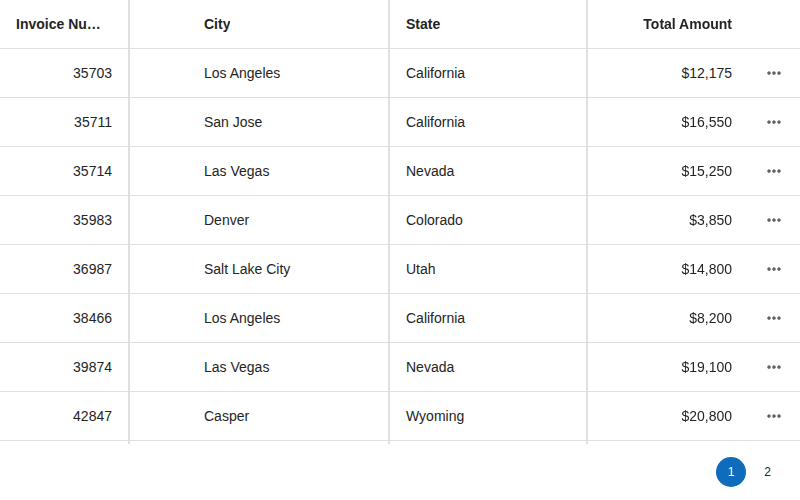 Invoice Nu… City State Total Amount
35703 Los Angeles California $12,175
35711 San Jose California $16,550
35714 Las Vegas Nevada $15,250
35983 Denver Colorado $3,850
36987 Salt Lake City Utah $14,800
38466 Los Angeles California $8,200
39874 Las Vegas Nevada $19,100
42847 Casper Wyoming $20,800
1 2